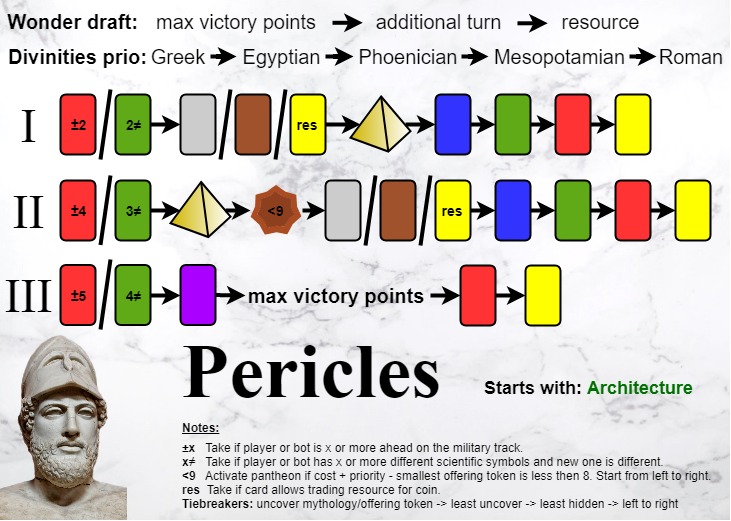 Wonder draft: max victory points additional turn resource
Divinities prio: Greek Egyptian Phoenician Mesopotamian Roman
I ±2 2≠ res
II ±4 3≠ <9 res
III ±5 4≠ max victory points
Pericles
Starts with: Architecture
Notes:
±x Take if player or bot is x or more ahead on the military track.
x≠ Take if player or bot has x or more different scientific symbols and new one is different.
<9 Activate pantheon if cost + priority - smallest offering token is less then 8. Start from left to right.
res Take if card allows trading resource for coin.
Tiebreakers: uncover mythology/offering token -> least uncover -> least hidden -> left to right